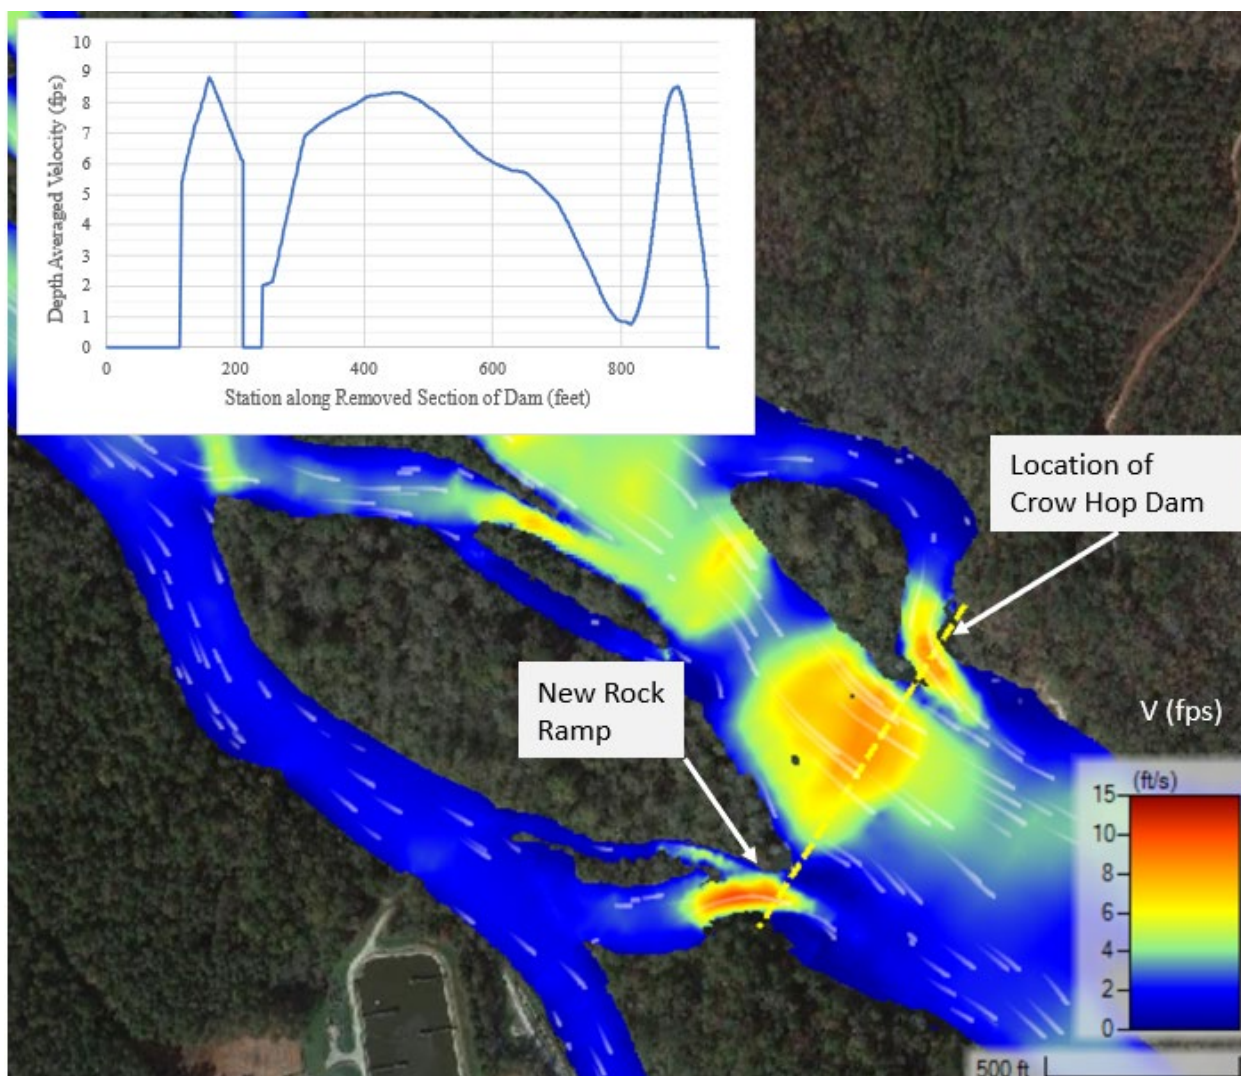 10
9
8
7
6
5
4
3
2
1
0
Depth Averaged Velocity (fps)
0 200 400 600 800
Station along Removed Section of Dam (feet)
Location of
Crow Hop Dam
New Rock
Ramp
V (fps)
(ft/s)
15
10
8
6
4
2
0
500 ft